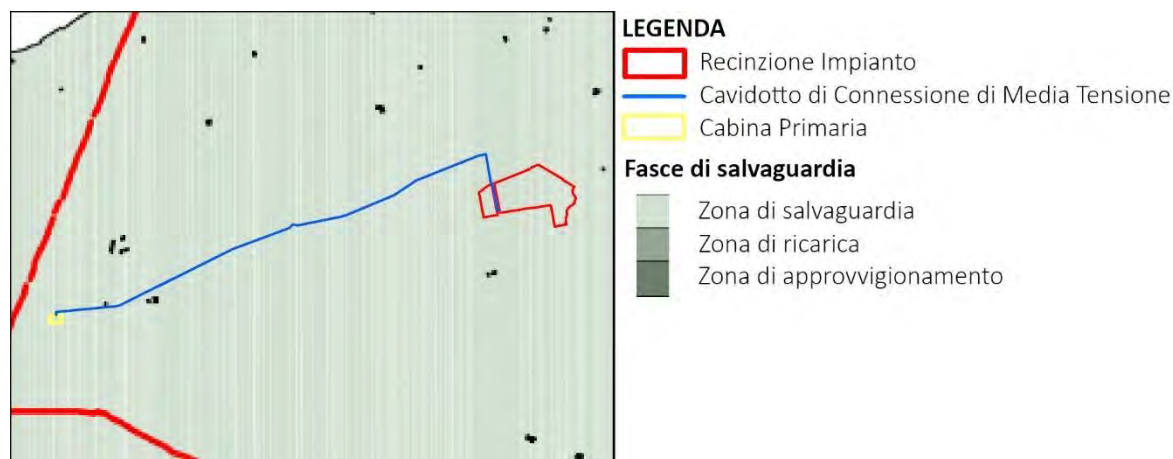 LEGENDA
Recinzione Impianto
Cavidotto di Connessione di Media Tensione
Cabina Primaria
Fasce di salvaguardia
Zona di salvaguardia
Zona di ricarica
Zona di approvvigionamento